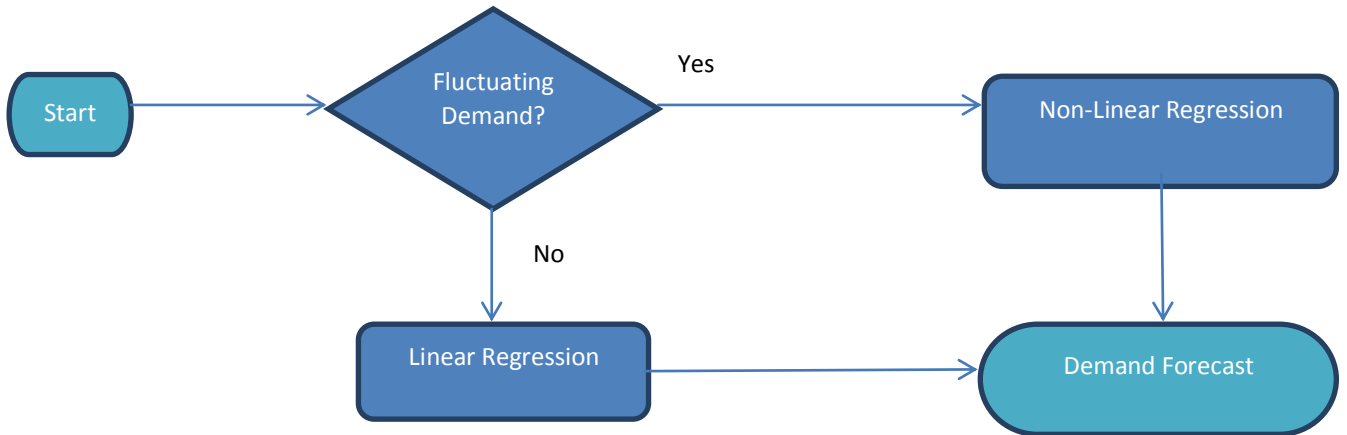 Start
Fluctuating
Demand?
Yes
Non-Linear Regression
No
Linear Regression
Demand Forecast